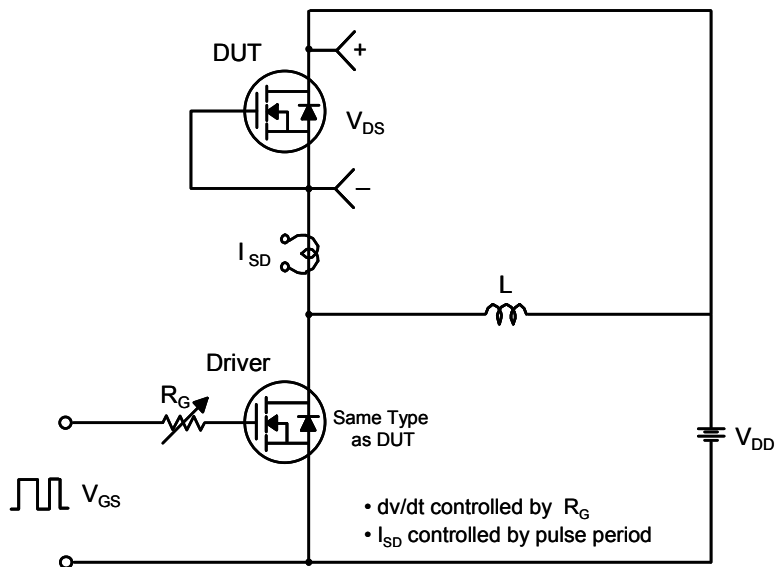 DUT
+
V_DS
−
I_SD
L
Driver
R_G
Same Type
as DUT
V_DD
V_GS
• dv/dt controlled by R_G
• I_SD controlled by pulse period